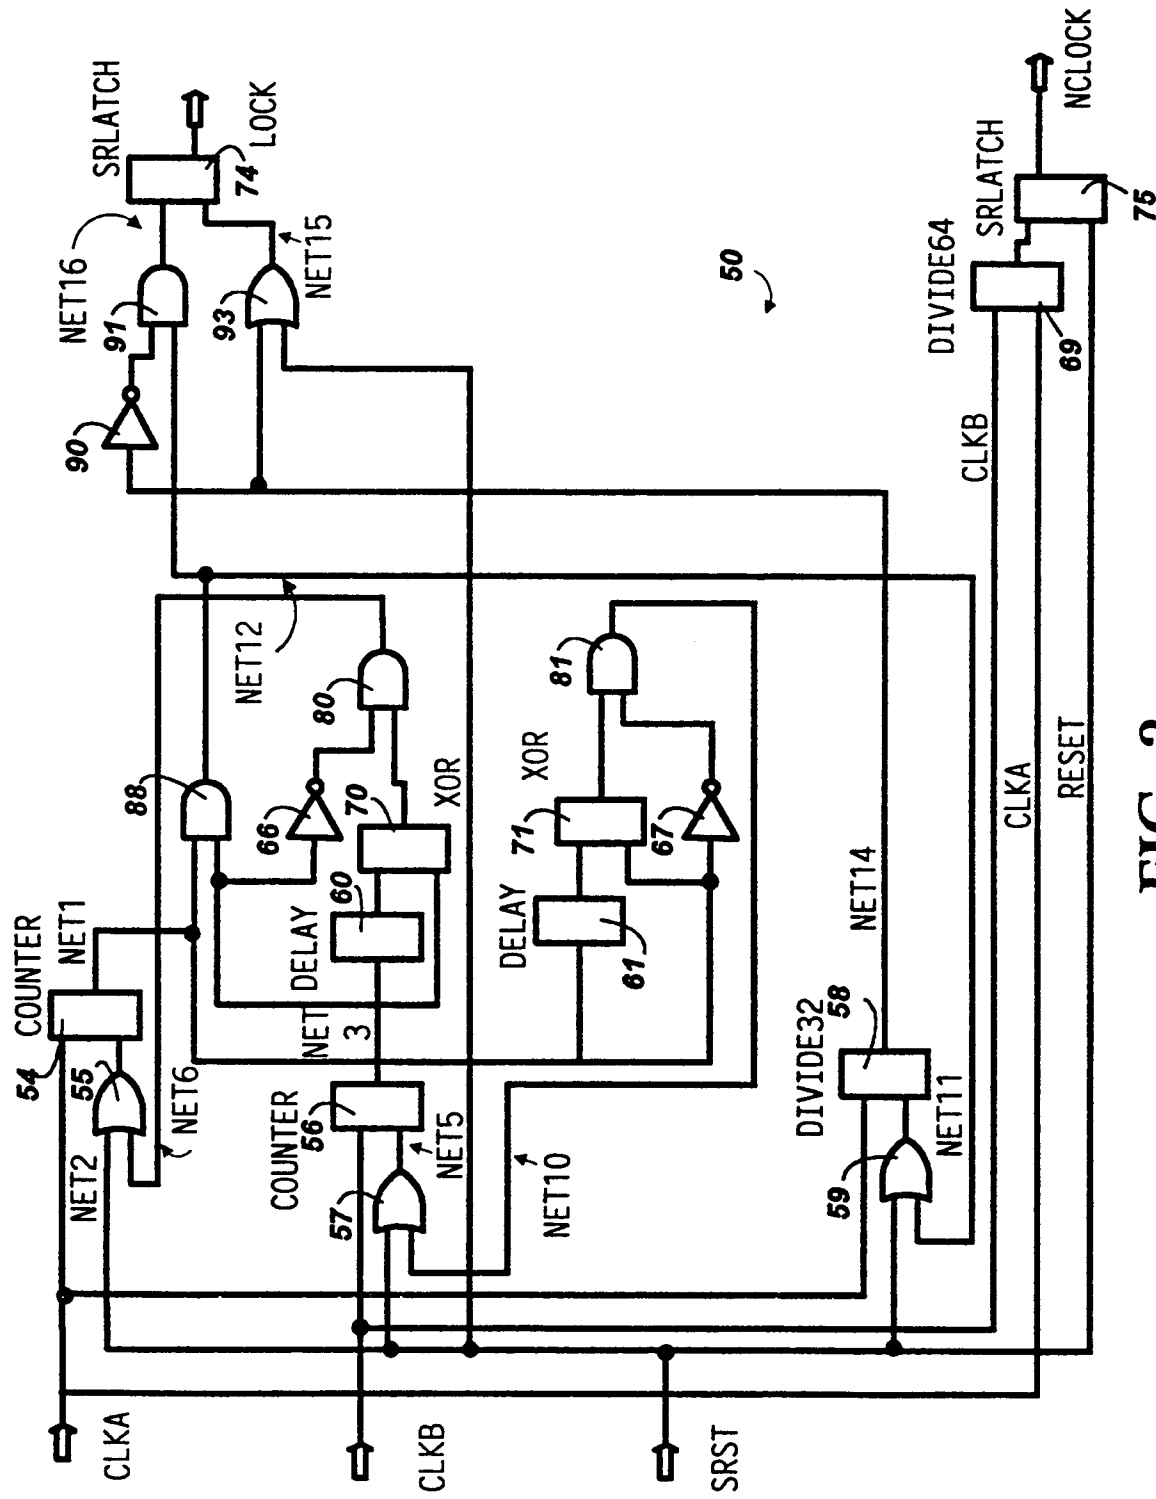 CLKA
CLKB
SRST
NET2
54
COUNTER
NET1
55
NET6
COUNTER
56
NET5
57
NET10
NET
3
DELAY
60
88
66
70
XOR
80
NET12
DELAY
61
71
XOR
67
81
DIVIDE32
58
59
NET11
NET14
90
91
NET16
93
NET15
SRLATCH
74
LOCK
50
CLKB
CLKA
RESET
DIVIDE64
69
SRLATCH
75
NCLOCK